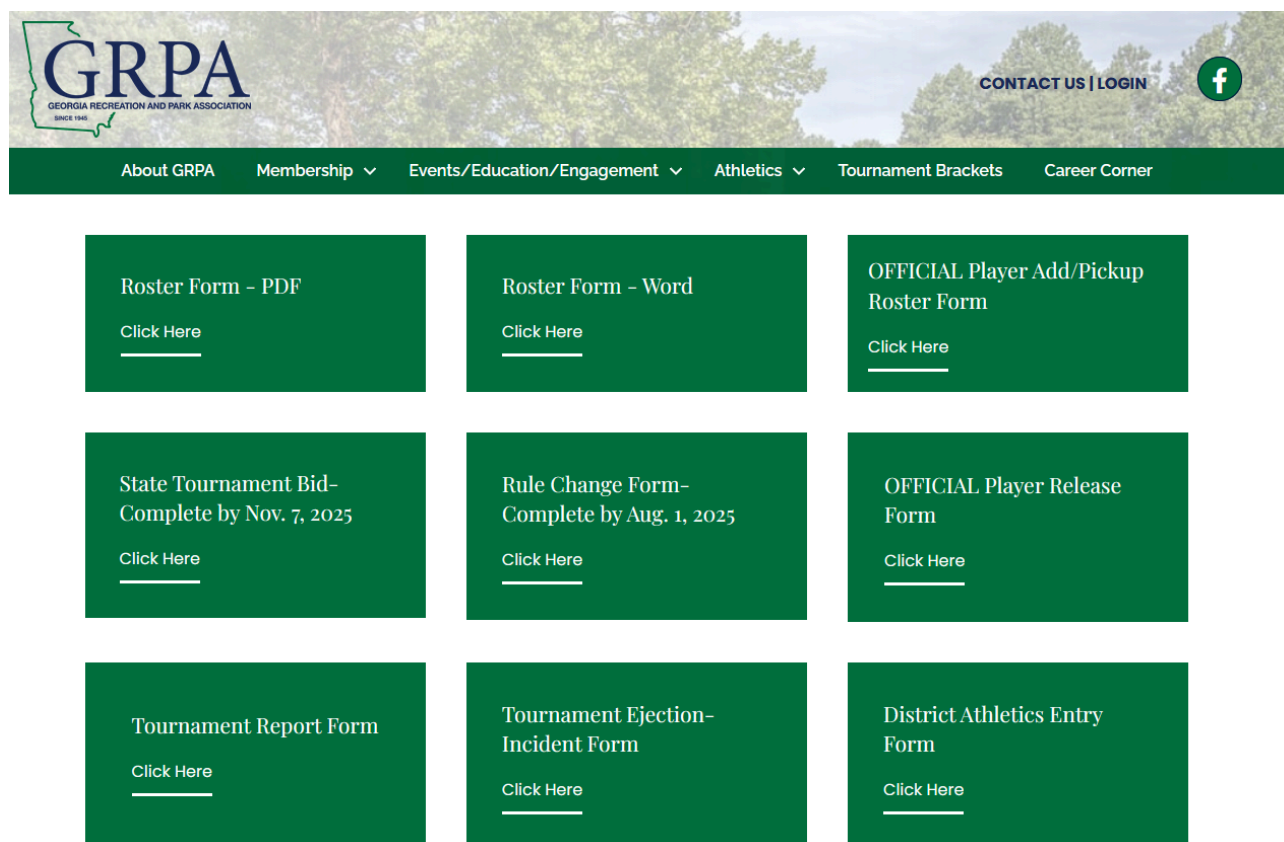 GRPA
GEORGIA RECREATION AND PARK ASSOCIATION
SINCE 1945
CONTACT US | LOGIN
f
About GRPA Membership Events/Education/Engagement Athletics Tournament Brackets Career Corner
Roster Form - PDF
Click Here
Roster Form - Word
Click Here
OFFICIAL Player Add/Pickup
Roster Form
Click Here
State Tournament Bid-
Complete by Nov. 7, 2025
Click Here
Rule Change Form-
Complete by Aug. 1, 2025
Click Here
OFFICIAL Player Release
Form
Click Here
Tournament Report Form
Click Here
Tournament Ejection-
Incident Form
Click Here
District Athletics Entry
Form
Click Here